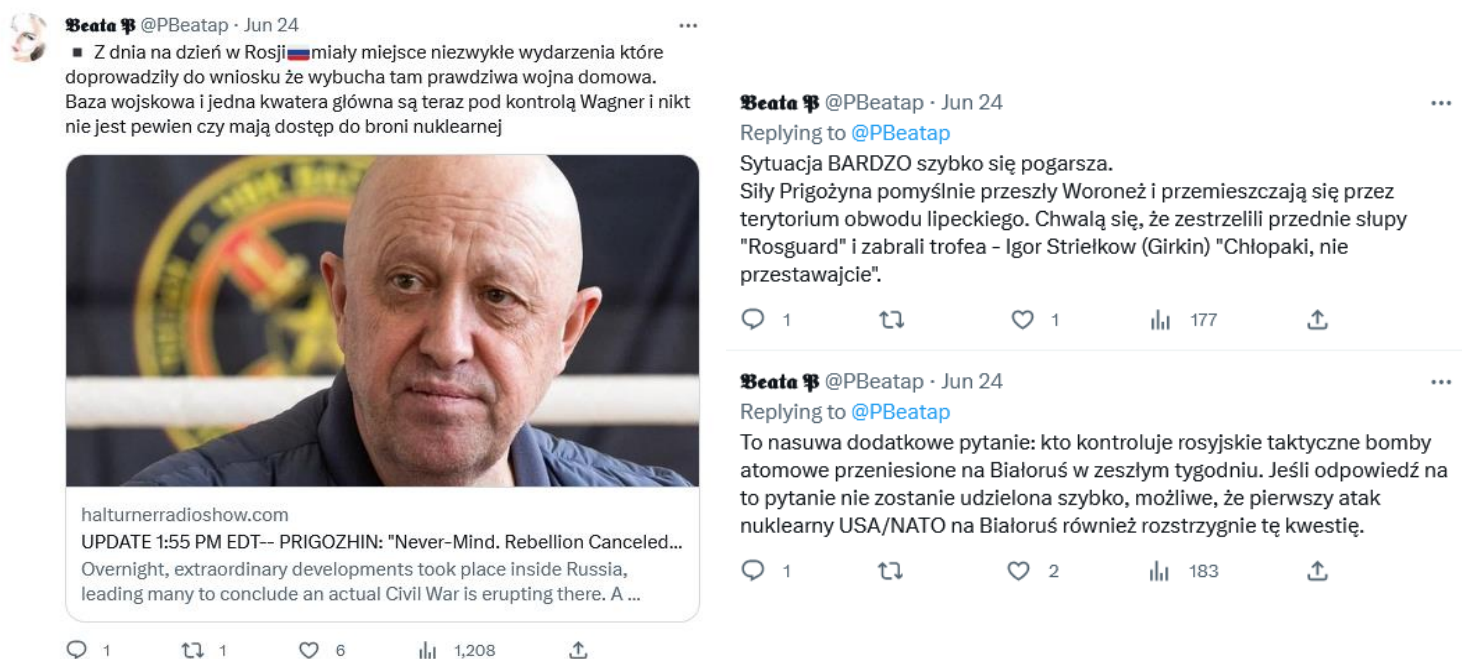 𝕭eata 𝕻 @PBeatap · Jun 24
▪ Z dnia na dzień w Rosji🇷🇺miały miejsce niezwykłe wydarzenia które
doprowadziły do wniosku że wybucha tam prawdziwa wojna domowa.
Baza wojskowa i jedna kwatera główna są teraz pod kontrolą Wagner i nikt
nie jest pewien czy mają dostęp do broni nuklearnej
halturnerradioshow.com
UPDATE 1:55 PM EDT-- PRIGOZHIN: "Never-Mind. Rebellion Canceled...
Overnight, extraordinary developments took place inside Russia,
leading many to conclude an actual Civil War is erupting there. A ...
1 1 6 1,208
𝕭eata 𝕻 @PBeatap · Jun 24
Replying to @PBeatap
Sytuacja BARDZO szybko się pogarsza.
Siły Prigożyna pomyślnie przeszły Woroneż i przemieszczają się przez
terytorium obwodu lipeckiego. Chwalą się, że zestrzelili przednie słupy
"Rosguard" i zabrali trofea - Igor Striełkow (Girkin) "Chłopaki, nie
przestawajcie".
1 1 177
𝕭eata 𝕻 @PBeatap · Jun 24
Replying to @PBeatap
To nasuwa dodatkowe pytanie: kto kontroluje rosyjskie taktyczne bomby
atomowe przeniesione na Białoruś w zeszłym tygodniu. Jeśli odpowiedź na
to pytanie nie zostanie udzielona szybko, możliwe, że pierwszy atak
nuklearny USA/NATO na Białoruś również rozstrzygnie tę kwestię.
1 2 183